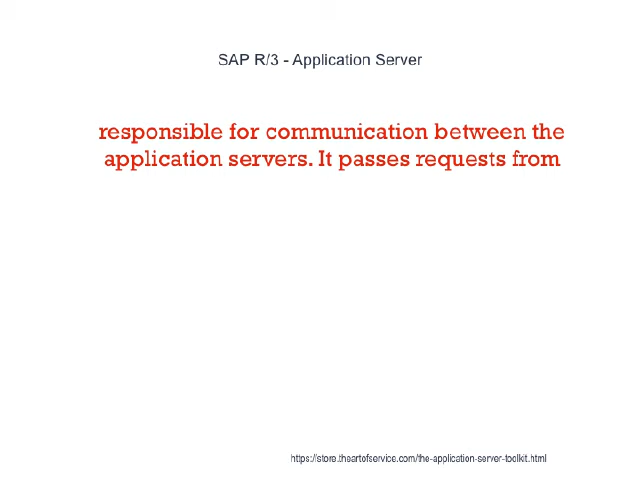 SAP R/3 - Application Server
responsible for communication between the
application servers. It passes requests from
https://store.theartofservice.com/the-application-server-toolkit.html